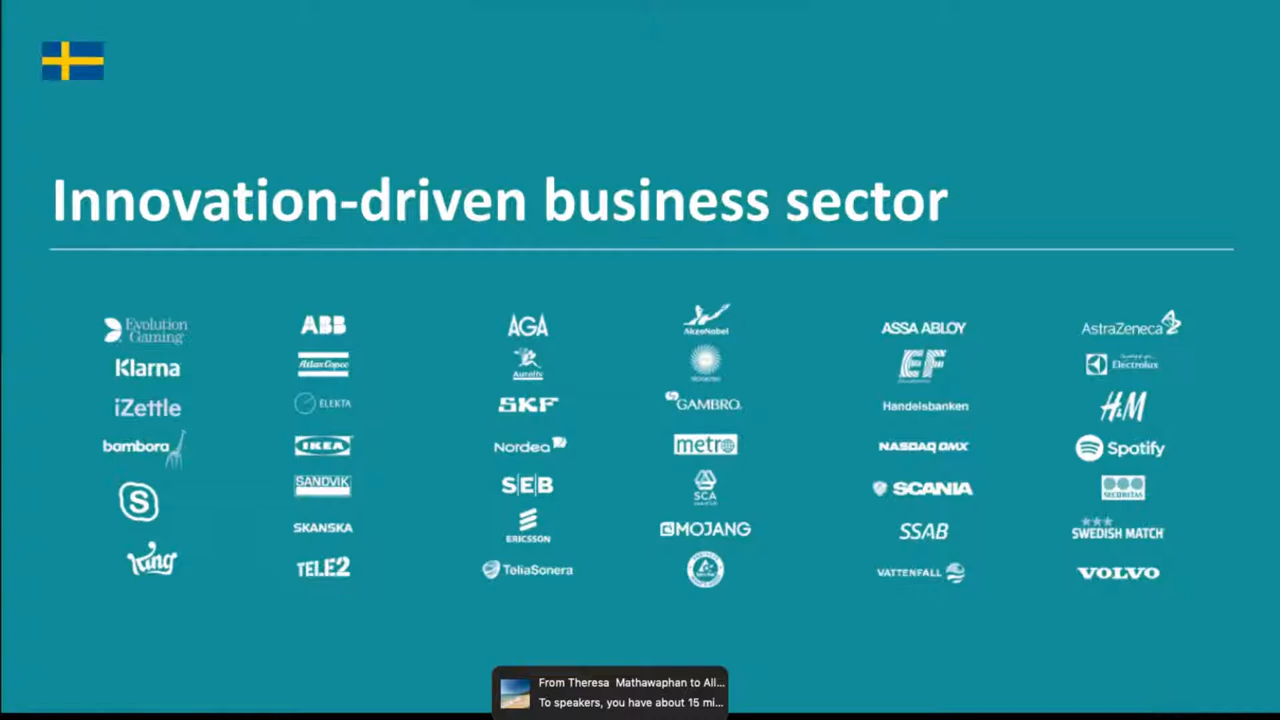 Innovation-driven business sector
Evolution
Gaming
ABB
AGA
AkzoNobel
ASSA ABLOY
AstraZeneca
Klarna
Atlas Copco
Autoliv
EF
Electrolux
iZettle
ELEKTA
SKF
GAMBRO
Handelsbanken
H&M
bambora
IKEA
Nordea
metro
NASDAQ OMX
Spotify
S
SANDVIK
S|E|B
SCA
SCANIA
SECURITAS
SKANSKA
ERICSSON
MOJANG
SSAB
SWEDISH MATCH
King
TELE2
TeliaSonera
VATTENFALL
VOLVO
From Theresa Mathawaphan to All...
To speakers, you have about 15 mi...